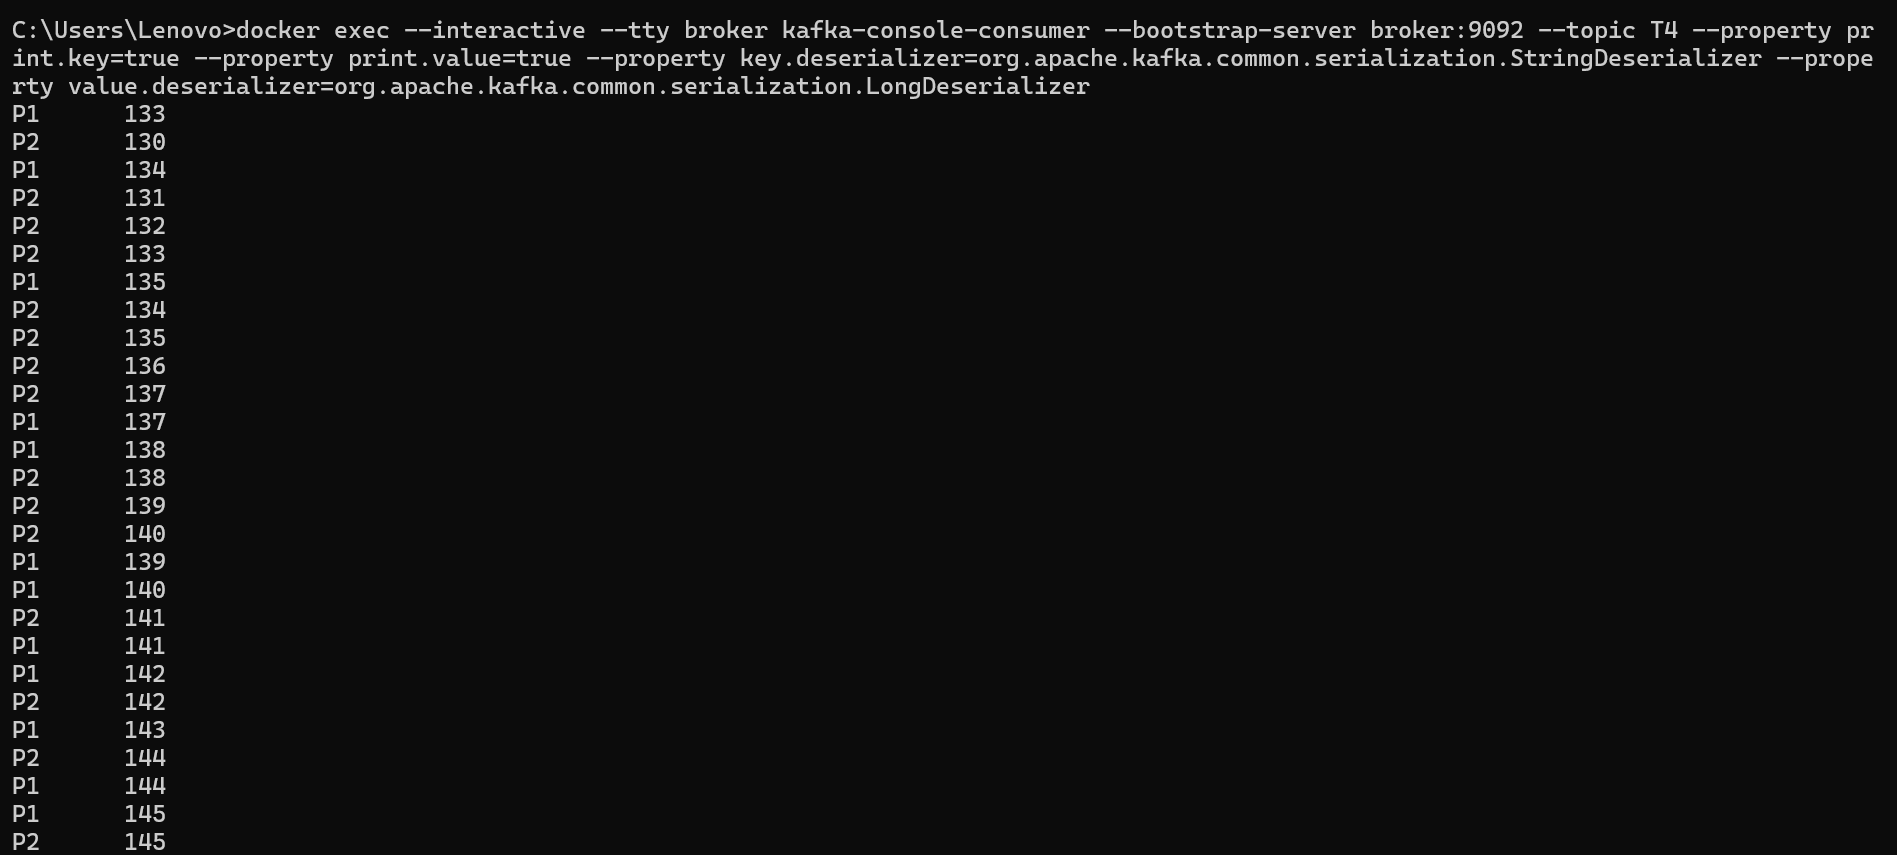 C:\Users\Lenovo>docker exec --interactive --tty broker kafka-console-consumer --bootstrap-server broker:9092 --topic T4 --property pr
int.key=true --property print.value=true --property key.deserializer=org.apache.kafka.common.serialization.StringDeserializer --prope
rty value.deserializer=org.apache.kafka.common.serialization.LongDeserializer
P1      133
P2      130
P1      134
P2      131
P2      132
P2      133
P1      135
P2      134
P2      135
P2      136
P2      137
P1      137
P1      138
P2      138
P2      139
P2      140
P1      139
P1      140
P2      141
P1      141
P1      142
P2      142
P1      143
P2      144
P1      144
P1      145
P2      145